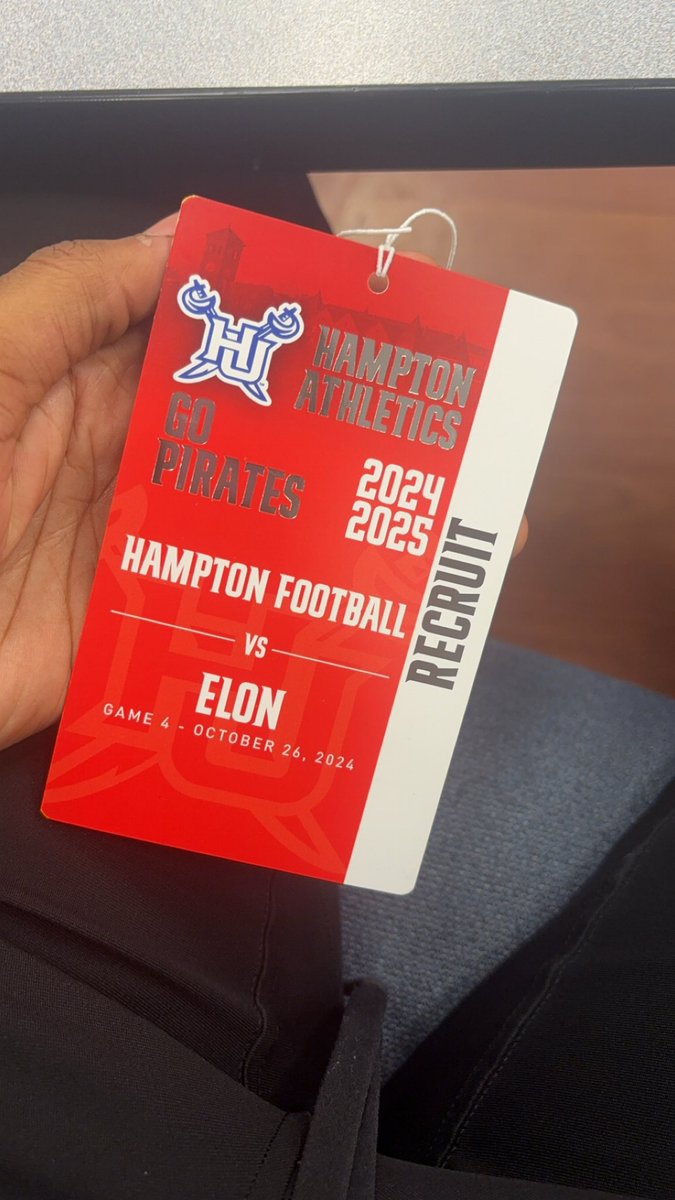 HU
HAMPTON
ATHLETICS
GO
PIRATES
2024
2025
HAMPTON FOOTBALL
VS
ELON
GAME 4 - OCTOBER 26, 2024
RECRUIT